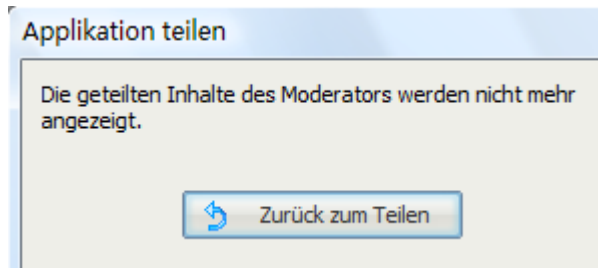 Applikation teilen
Die geteilten Inhalte des Moderators werden nicht mehr
angezeigt.
Zurück zum Teilen